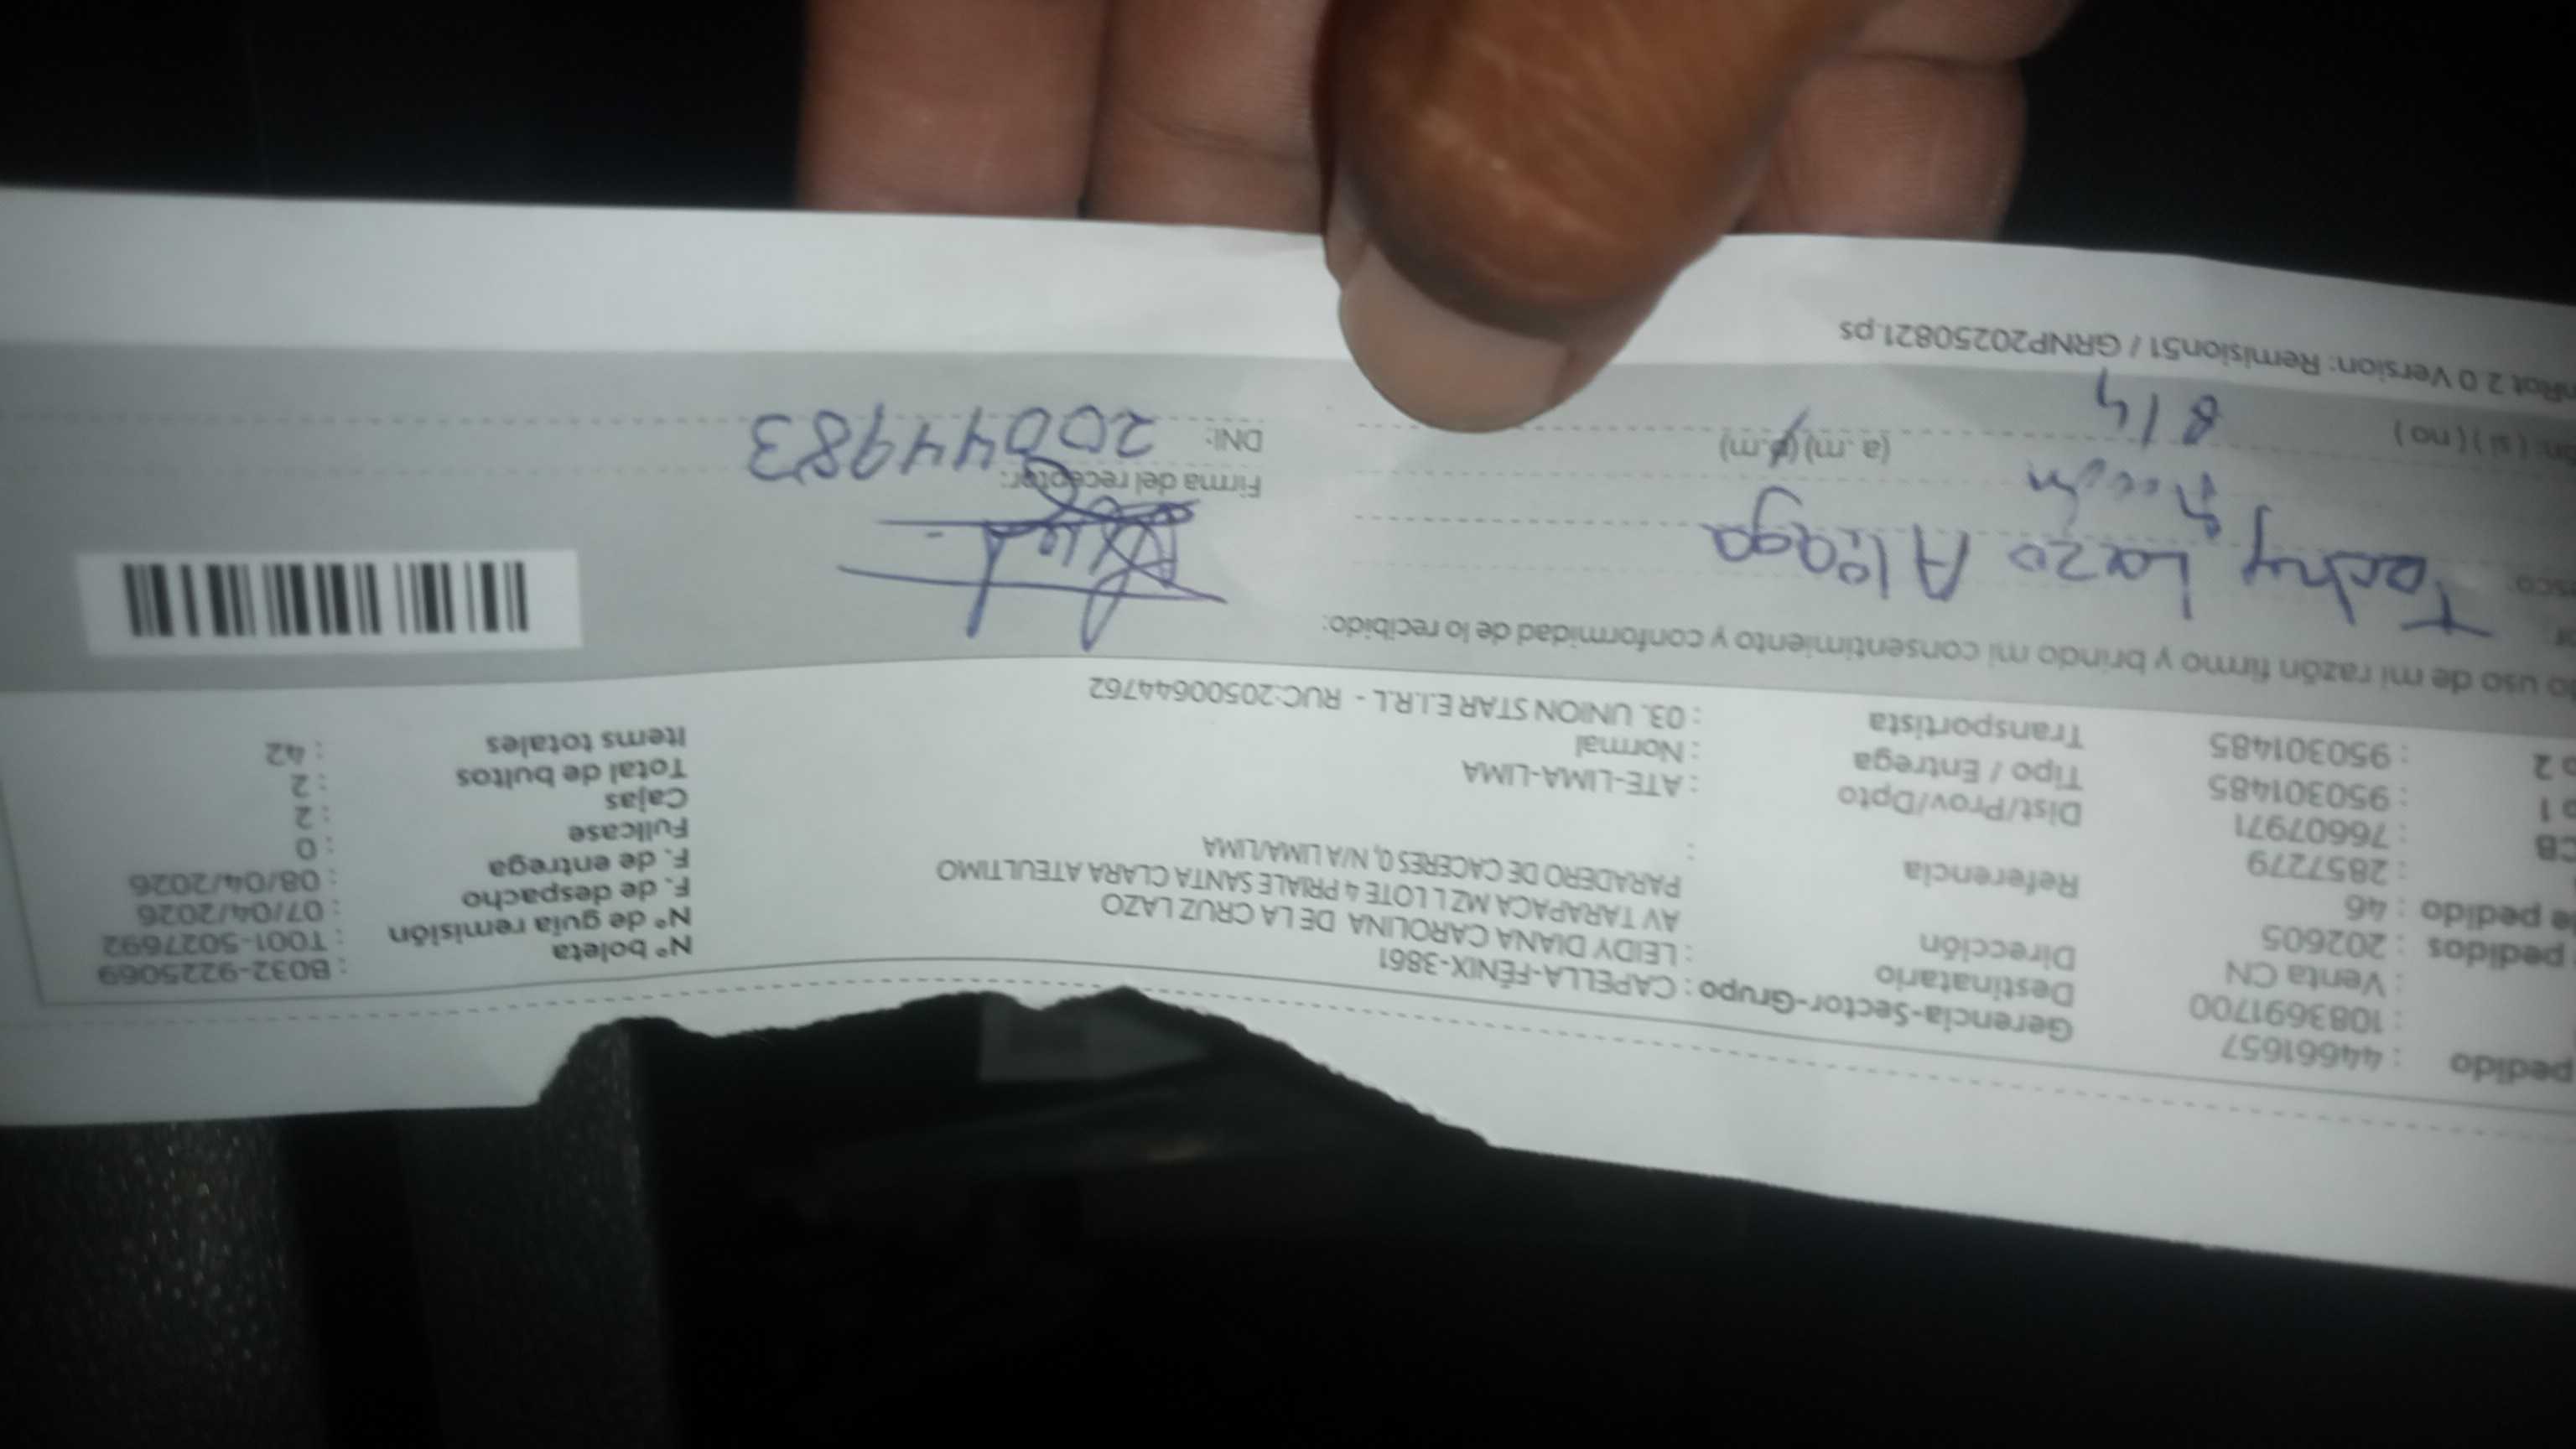 pedido : 44661657
: 1083691700
: Venta CN
pedidos : 202605
e pedido : 46
: 2857279
CB : 76607971
o 1 : 950301485
o 2 : 950301485
Gerencia-Sector-Grupo : CAPELLA-FÉNIX-3861
Destinatario : LEIDY DIANA CAROLINA DE LA CRUZ LAZO
Dirección AV TARAPACA MZ L LOTE 4 PRIALE SANTA CLARA ATEULTIMO
PARADERO DE CACERES 0, N/A LIMA/LIMA
Referencia :
Dist/Prov/Dpto : ATE-LIMA-LIMA
Tipo / Entrega : Normal
Transportista : 03. UNION STAR E.I.R.L - RUC:20500644762
Nº boleta : B032-9225069
Nº de guía remisión : T001-5027692
F. de despacho : 07/04/2026
F. de entrega : 08/04/2026
Fullcase : 0
Cajas : 2
Total de bultos : 2
Items totales : 42
o uso de mi razón firmo y brindo mi consentimiento y conformidad de lo recibido:
Lazo Aliaga
(a.m) (p.m)
ón: ( si ) ( no )
814
Firma del receptor:
DNI: 20044983
nRot 2.0 Version: Remision51 / GRNP20250821.ps